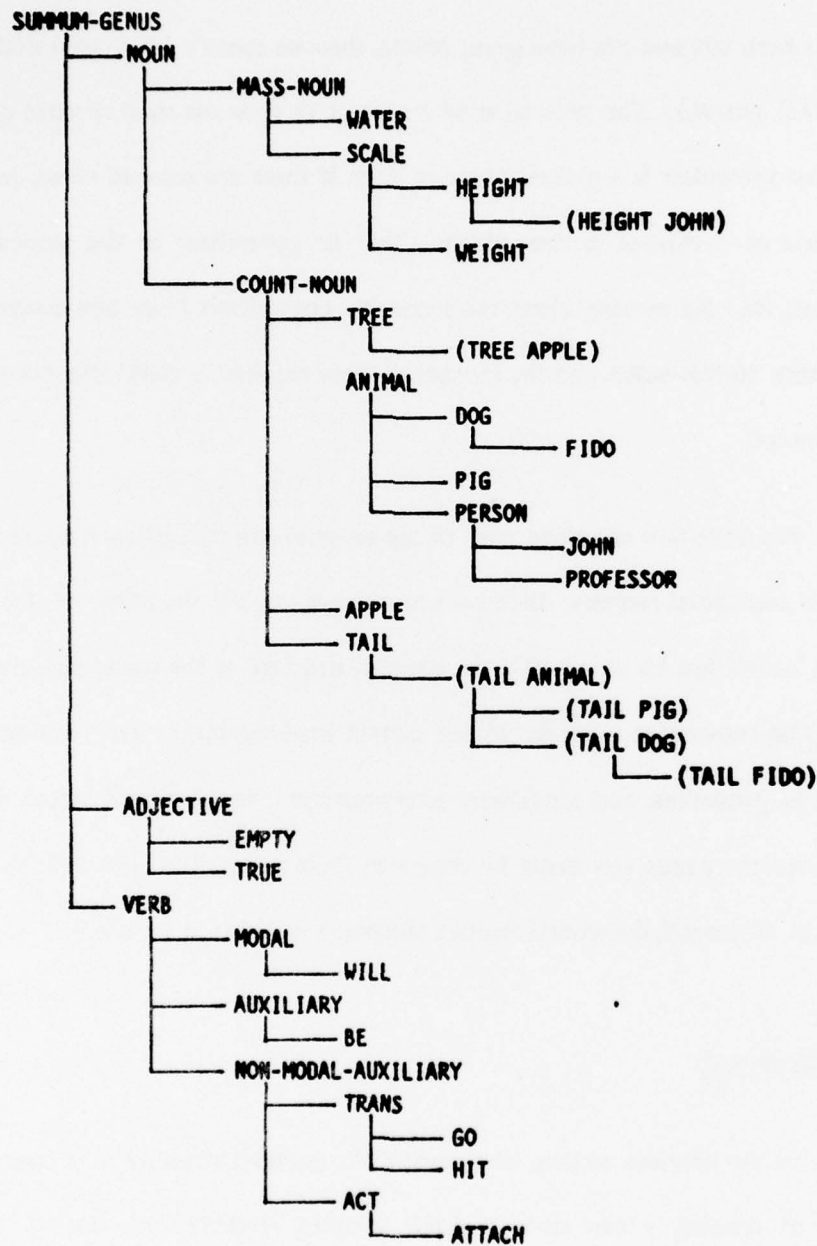 SUMMUM-GENUS
NOUN
MASS-NOUN
WATER
SCALE
HEIGHT
(HEIGHT JOHN)
WEIGHT
COUNT-NOUN
TREE
(TREE APPLE)
ANIMAL
DOG
FIDO
PIG
PERSON
JOHN
PROFESSOR
APPLE
TAIL
(TAIL ANIMAL)
(TAIL PIG)
(TAIL DOG)
(TAIL FIDO)
ADJECTIVE
EMPTY
TRUE
VERB
MODAL
WILL
AUXILIARY
BE
NON-MODAL-AUXILIARY
TRANS
GO
HIT
ACT
ATTACH